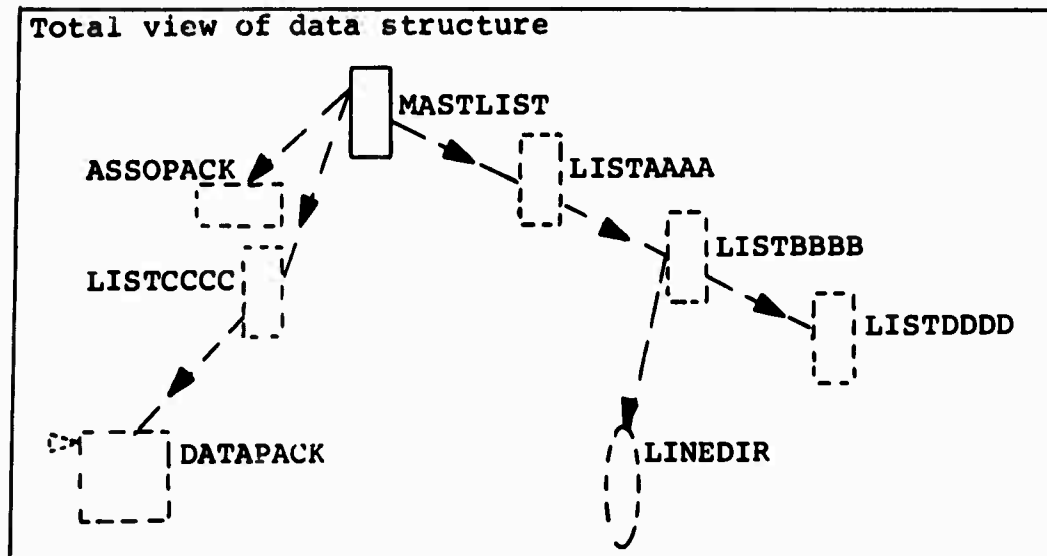 Total view of data structure
MASTLIST
ASSOPACK
LISTAAAA
LISTBBBB
LISTCCCC
LISTDDDD
DATAPACK
LINEDIR